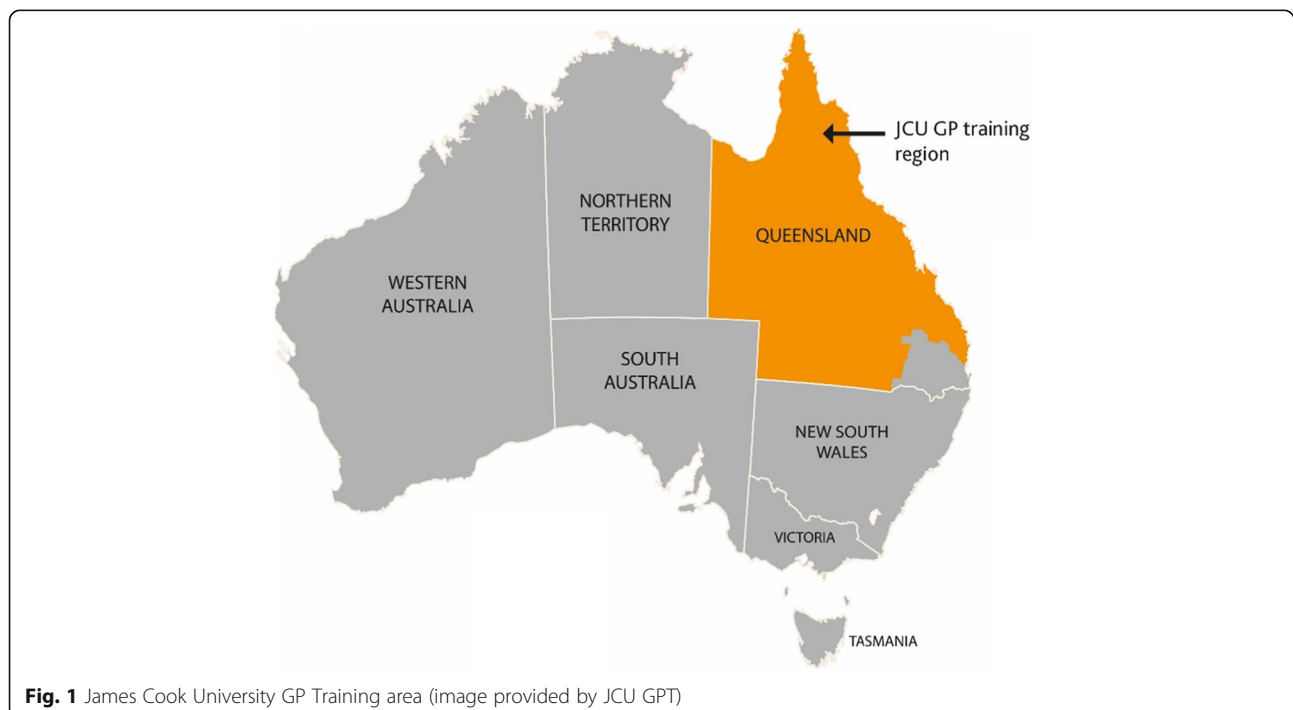 JCU GP training
region
NORTHERN
TERRITORY
QUEENSLAND
WESTERN
AUSTRALIA
SOUTH
AUSTRALIA
NEW SOUTH
WALES
VICTORIA
TASMANIA
Fig. 1 James Cook University GP Training area (image provided by JCU GPT)